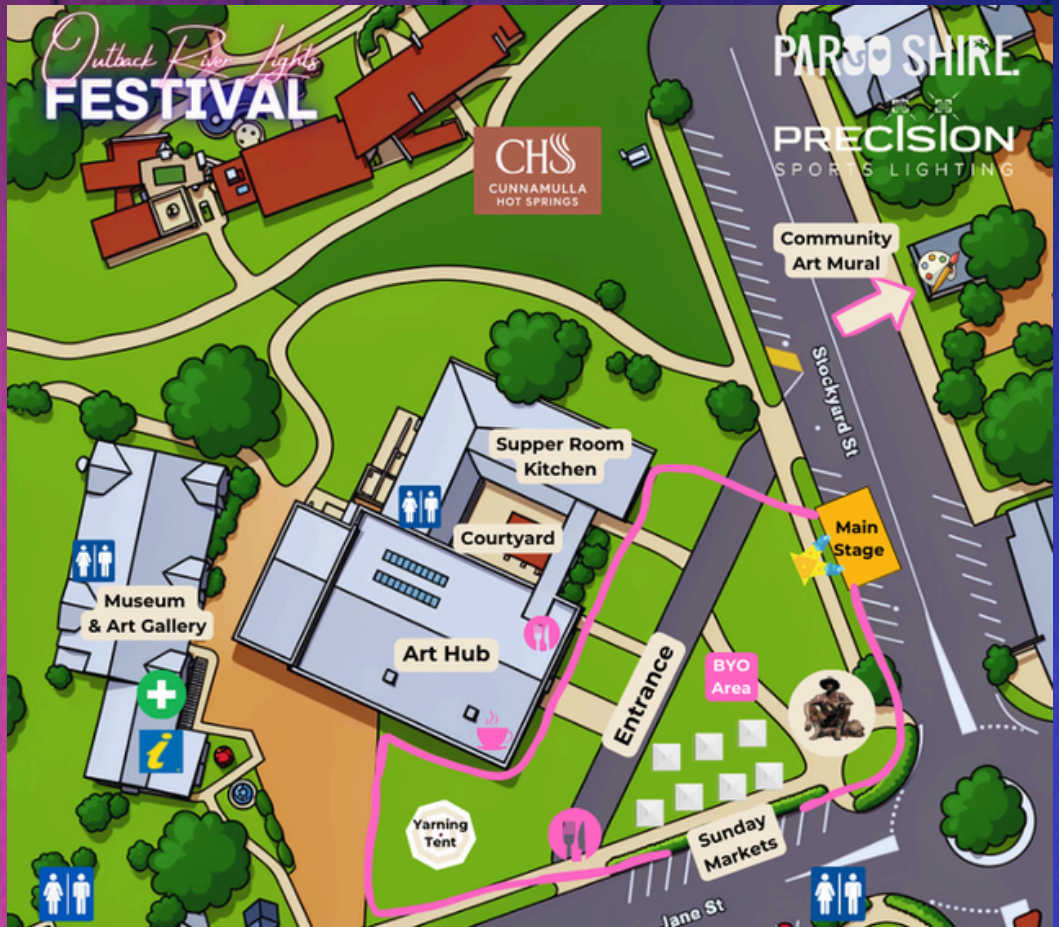 Outback River Lights
FESTIVAL
PAROO SHIRE.
PRECISION
SPORTS LIGHTING
CHS
CUNNAMULLA
HOT SPRINGS
Community
Art Mural
Stockyard St
Supper Room
Kitchen
Courtyard
Main
Stage
Museum
& Art Gallery
Art Hub
Entrance
BYO
Area
i
Yarning
Tent
Sunday
Markets
Jane St